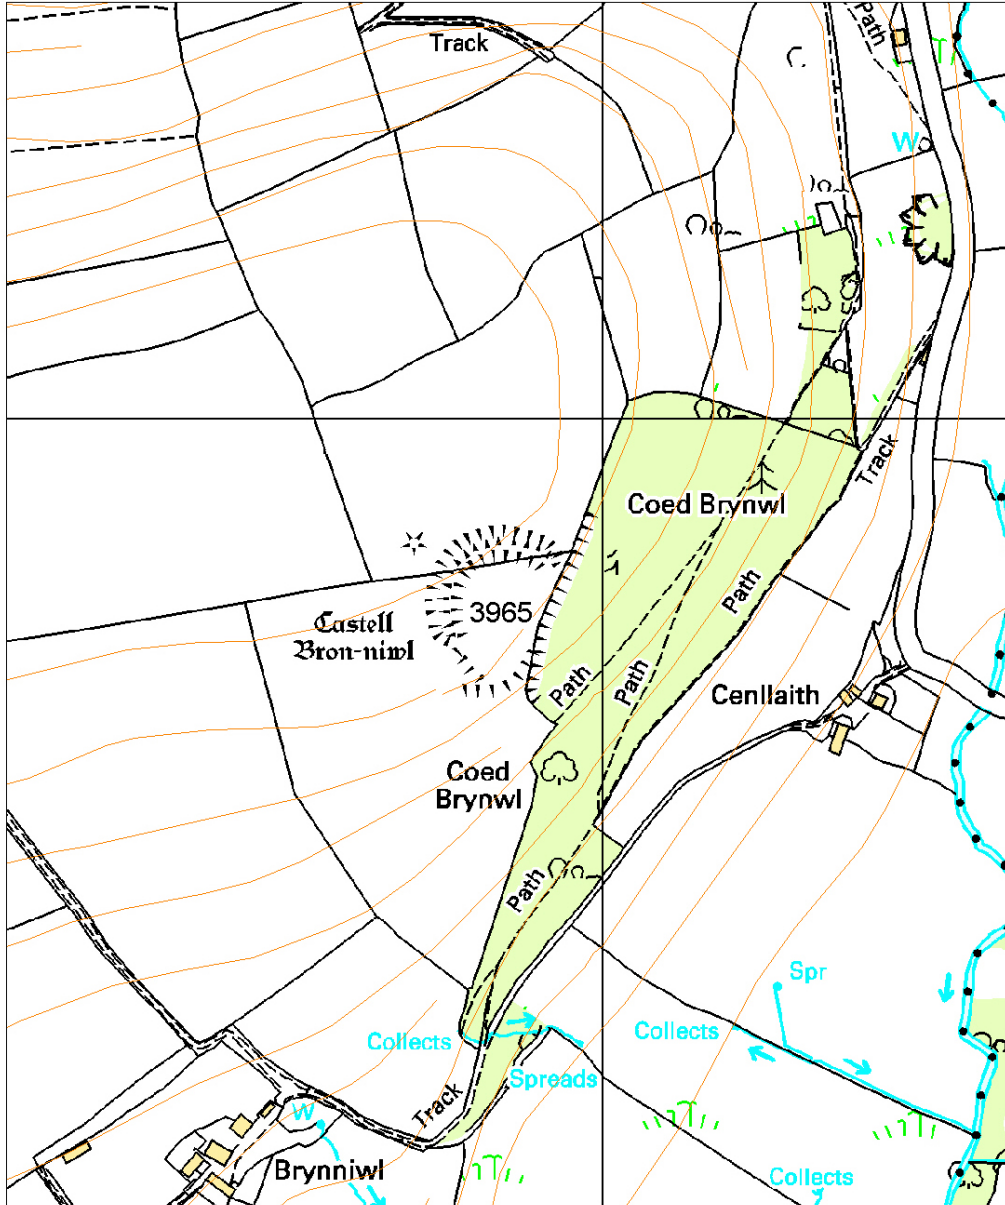 Track
Path
W
Coed Brynwl
Track
3965
Castell
Bron-niwl
Path
Path
Path
Cenllaith
Coed
Brynwl
Path
Spr
Collects
Collects
Spreads
Track
W
Brynniwl
Collects